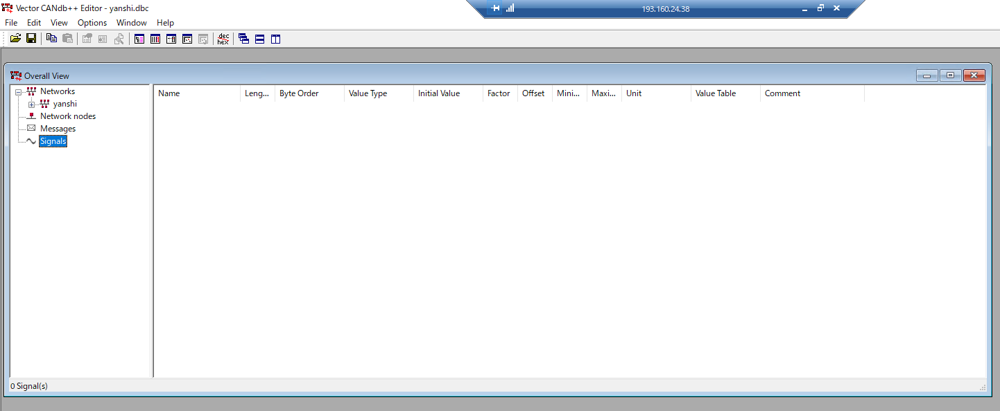 Vector CANdb++ Editor - yanshi.dbc
193.160.24.38
File Edit View Options Window Help
.dec
hex
Overall View
Networks
yanshi
Network nodes
Messages
Signals
Name Leng... Byte Order Value Type Initial Value Factor Offset Mini... Maxi... Unit Value Table Comment
0 Signal(s)